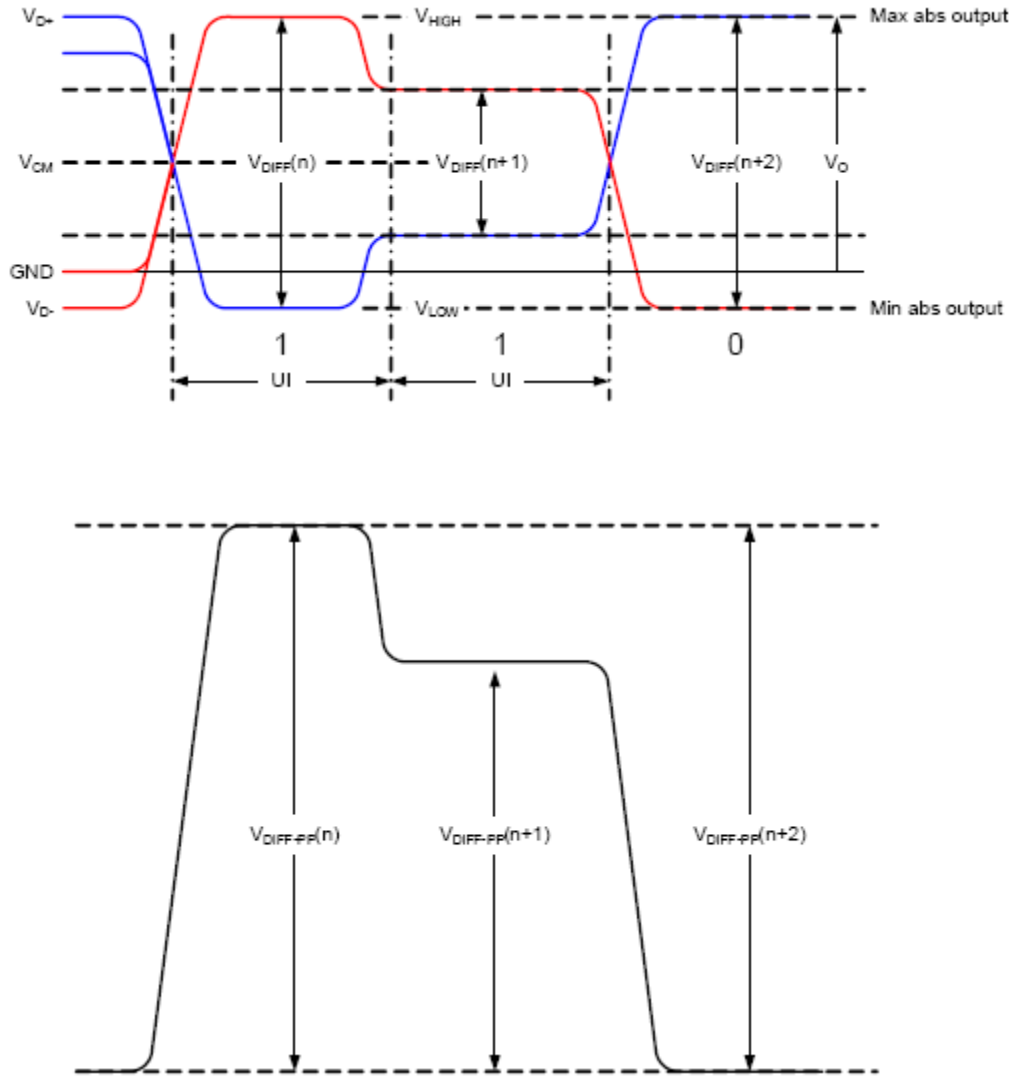 VD+
VHIGH
Max abs output
VCM
VDIFF(n)
VDIFF(n+1)
VDIFF(n+2)
VO
GND
VD-
VLOW
Min abs output
1
1
0
UI
UI
VDIFF-PP(n)
VDIFF-PP(n+1)
VDIFF-PP(n+2)